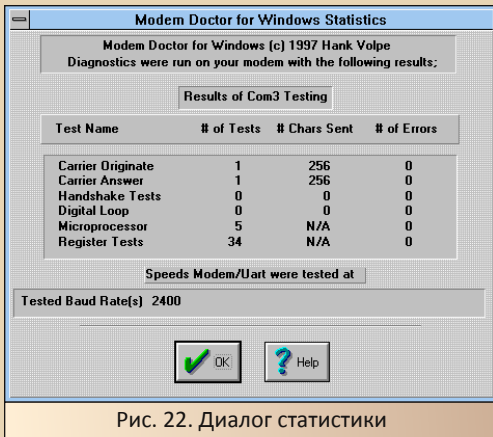 Modem Doctor for Windows Statistics
Modem Doctor for Windows (c) 1997 Hank Volpe
Diagnostics were run on your modem with the following results;
Results of Com3 Testing
Test Name # of Tests # Chars Sent # of Errors
Carrier Originate 1 256 0
Carrier Answer 1 256 0
Handshake Tests 0 0 0
Digital Loop 0 0 0
Microprocessor 5 N/A 0
Register Tests 34 N/A 0
Speeds Modem/Uart were tested at
Tested Baud Rate(s) 2400
OK
Help
Рис. 22. Диалог статистики